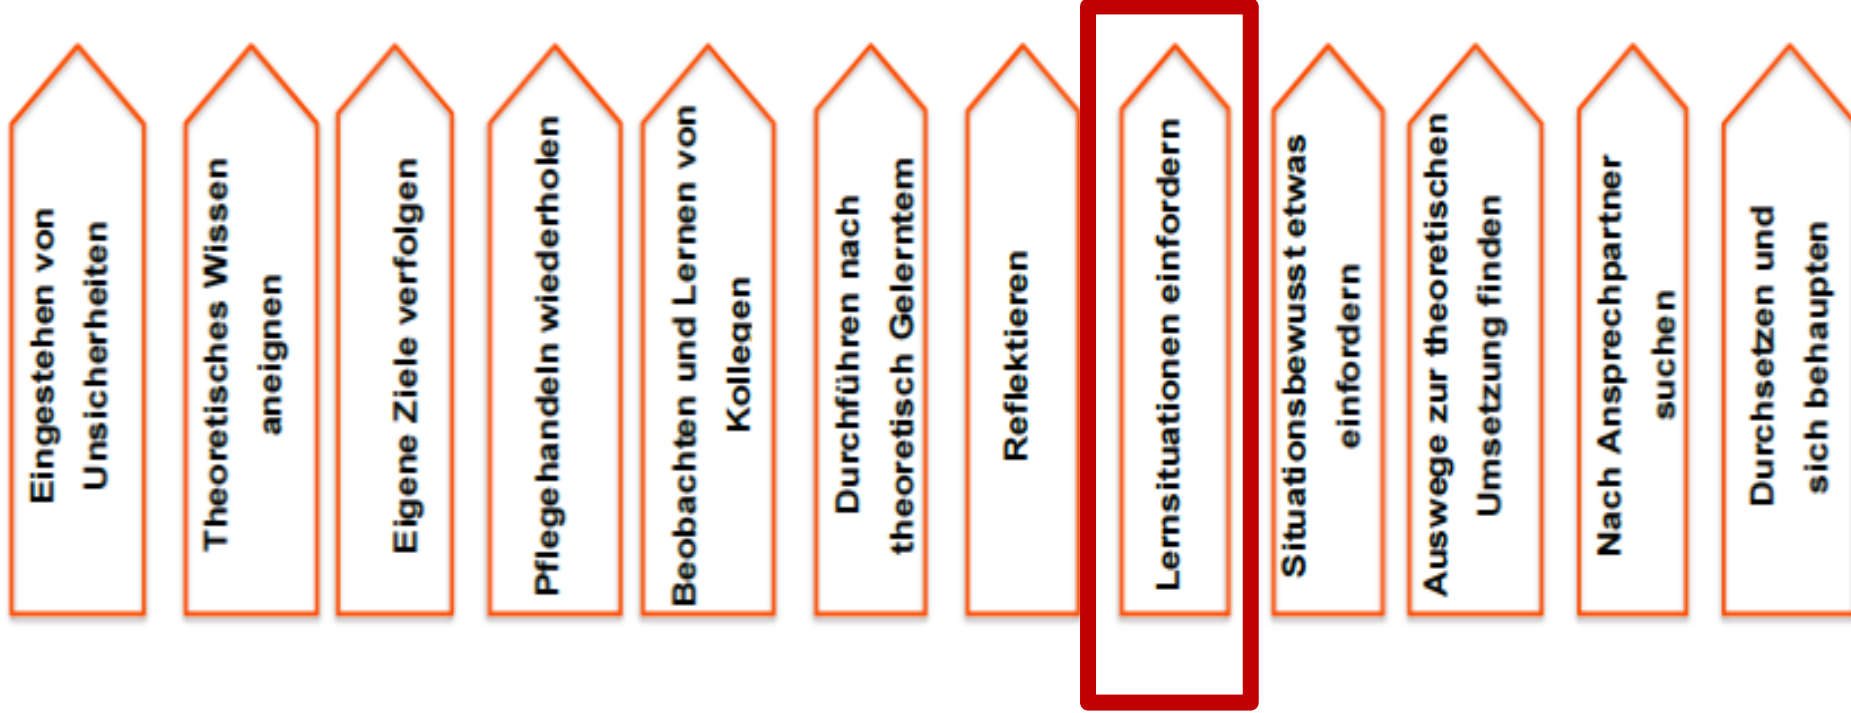 Eingestehen von
Unsicherheiten
Theoretisches Wissen
aneignen
Eigene Ziele verfolgen
Pflegehandeln wiederholen
Beobachten und Lernen von
Kollegen
Durchführen nach
theoretisch Gelerntem
Reflektieren
Lernsituationen einfordern
Situationsbewusst etwas
einfordern
Auswege zur theoretischen
Umsetzung finden
Nach Ansprechpartner
suchen
Durchsetzen und
sich behaupten